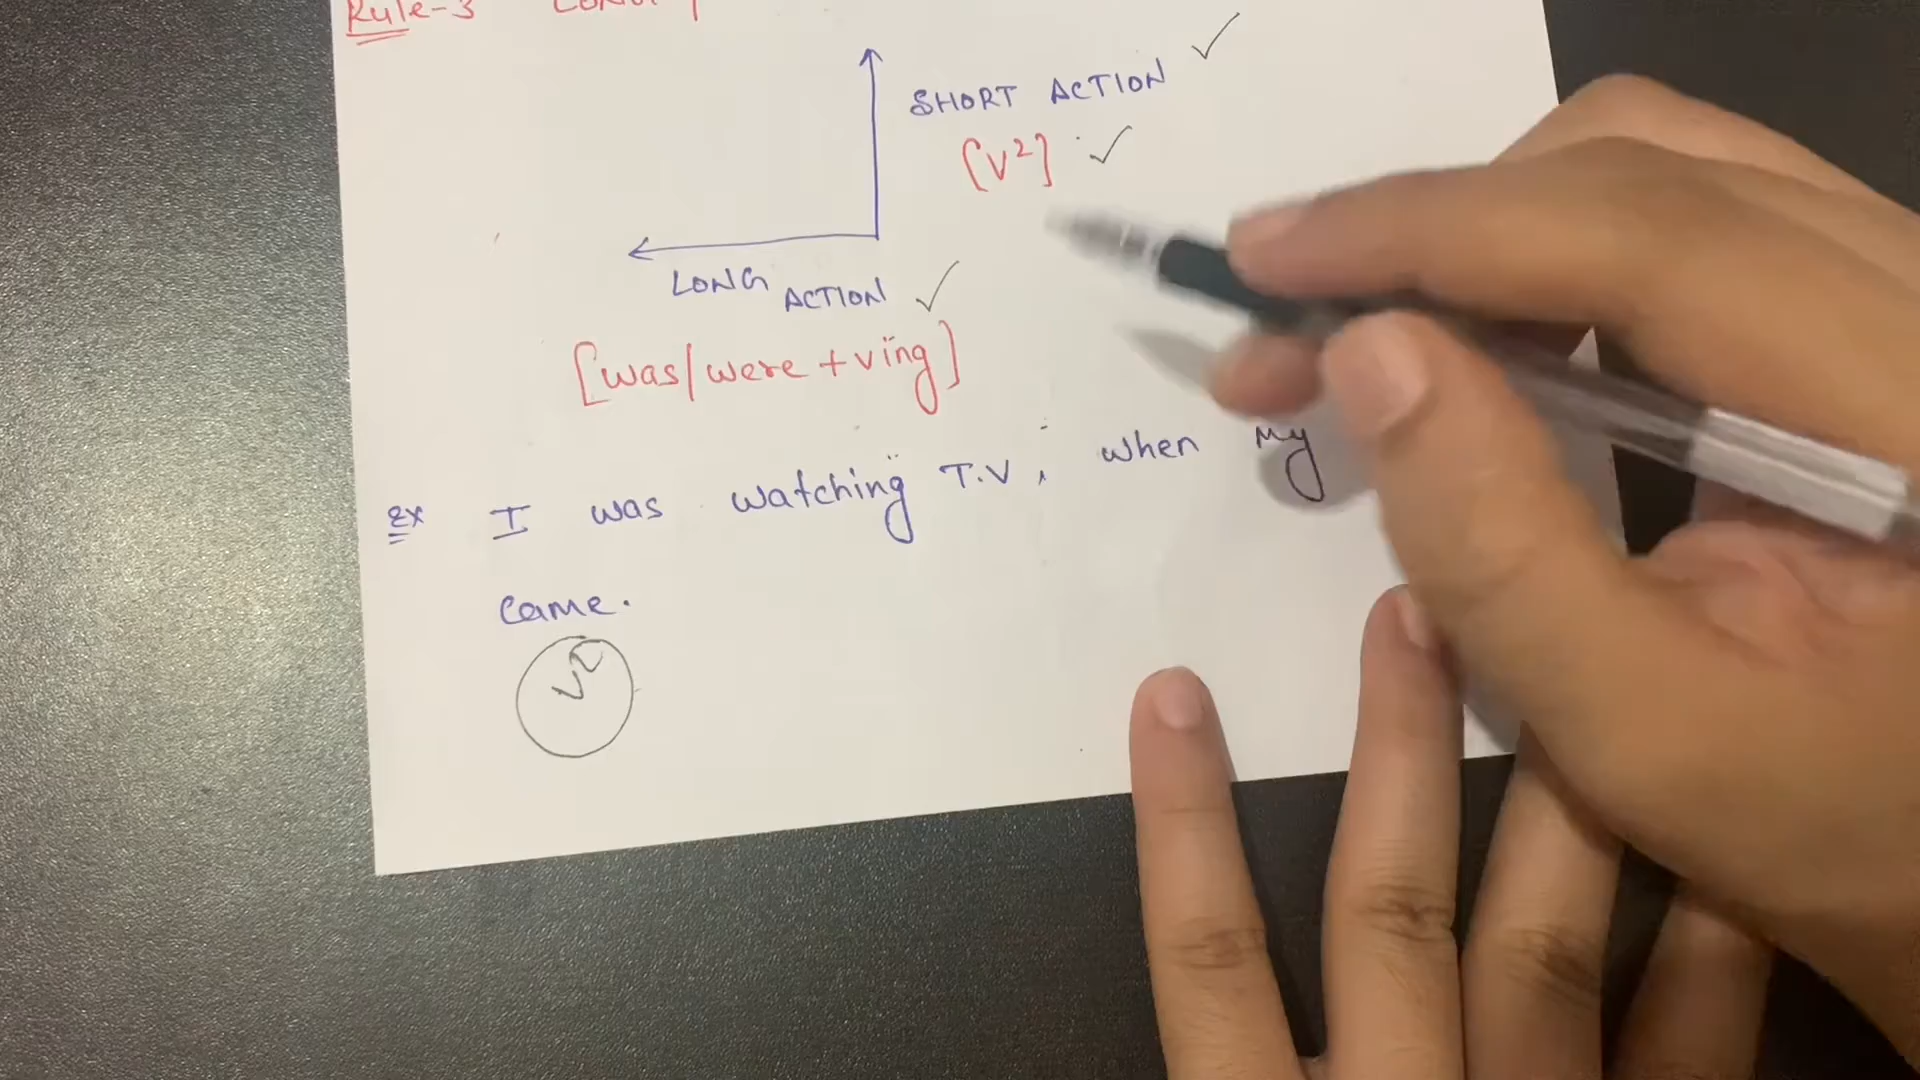 Rule-3
SHORT ACTION ✓
[V²] ✓
LONG ACTION ✓
[was/were + ving]
Ex I was watching T.V, when My
came.
V2